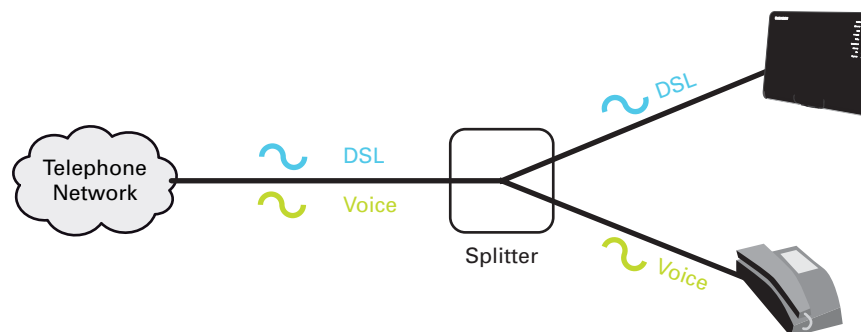 Telephone
Network
DSL
Voice
Splitter
DSL
Voice